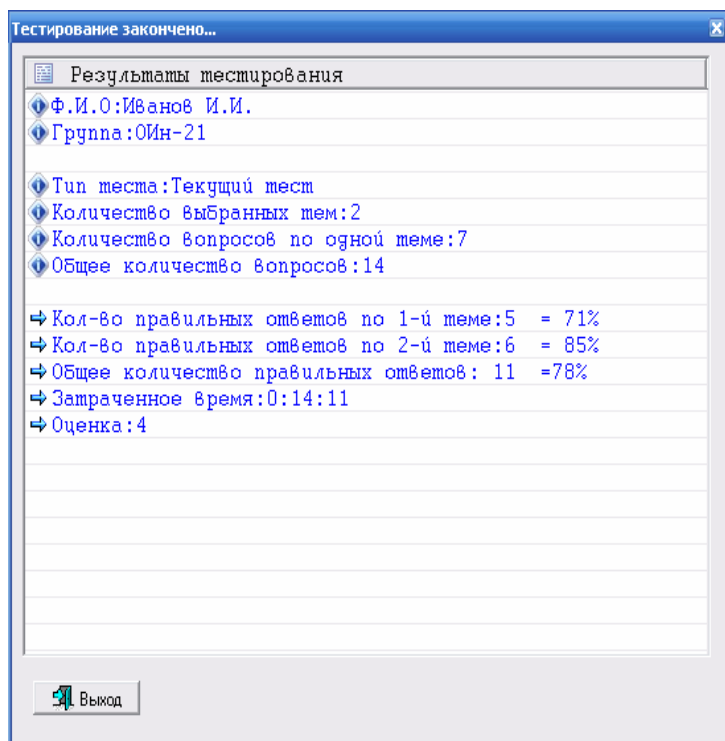 Тестирование закончено...
Результаты тестирования
Ф.И.О:Иванов И.И.
Группа:ОИн-21
Тип теста:Текущий тест
Количество выбранных тем:2
Количество вопросов по одной теме:7
Общее количество вопросов:14
Кол-во правильных ответов по 1-й теме:5 = 71%
Кол-во правильных ответов по 2-й теме:6 = 85%
Общее количество правильных ответов: 11 =78%
Затраченное время:0:14:11
Оценка:4
Выход